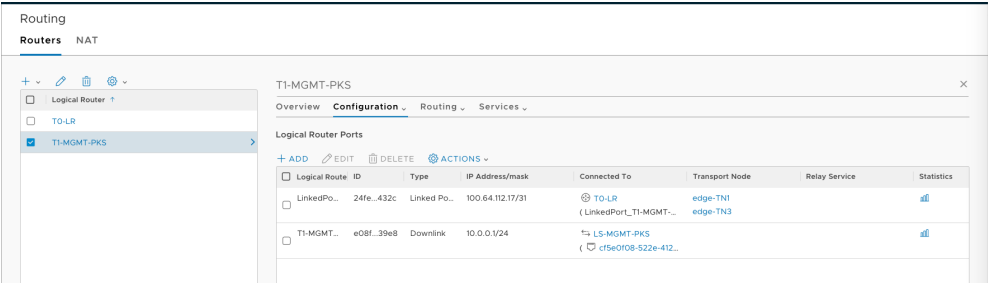 Routing
Routers NAT
Logical Router ↑
T0-LR
T1-MGMT-PKS
T1-MGMT-PKS
Overview Configuration Routing Services
Logical Router Ports
+ ADD EDIT DELETE ACTIONS
Logical Route ID Type IP Address/mask Connected To Transport Node Relay Service Statistics
LinkedPo... 24fe...432c Linked Po... 100.64.112.17/31 T0-LR edge-TN1
( LinkedPort_T1-MGMT-... edge-TN3
T1-MGMT... e08f...39e8 Downlink 10.0.0.1/24 LS-MGMT-PKS
( cf5e0f08-522e-412...